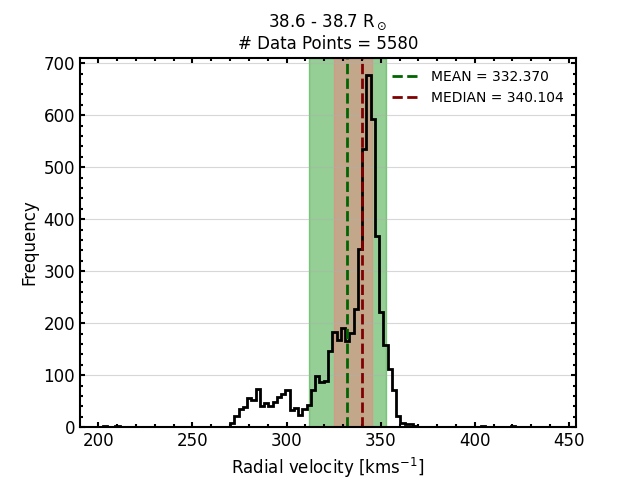 38.6 - 38.7 R⊙
# Data Points = 5580
700
600
500
400
300
200
100
0
Frequency
MEAN = 332.370
MEDIAN = 340.104
200 250 300 350 400 450
Radial velocity [kms⁻¹]